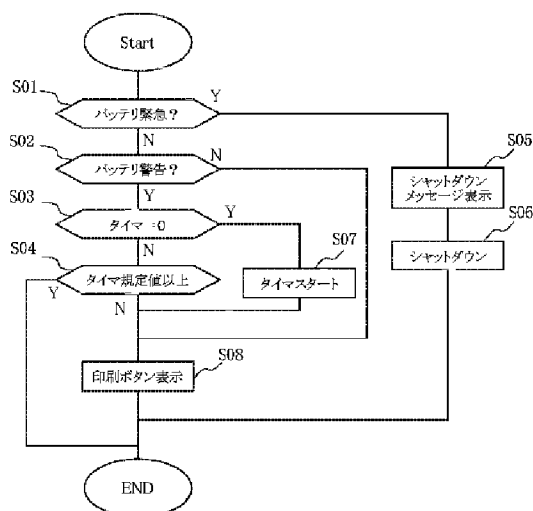 Start
S01
バッテリ緊急?
Y
N
S02
バッテリ警告?
N
Y
S05
シャットダウン
メッセージ表示
S03
タイマ=0
Y
N
S06
シャットダウン
S04
タイマ規定値以上
Y
N
S07
タイマスタート
S08
印刷ボタン表示
END